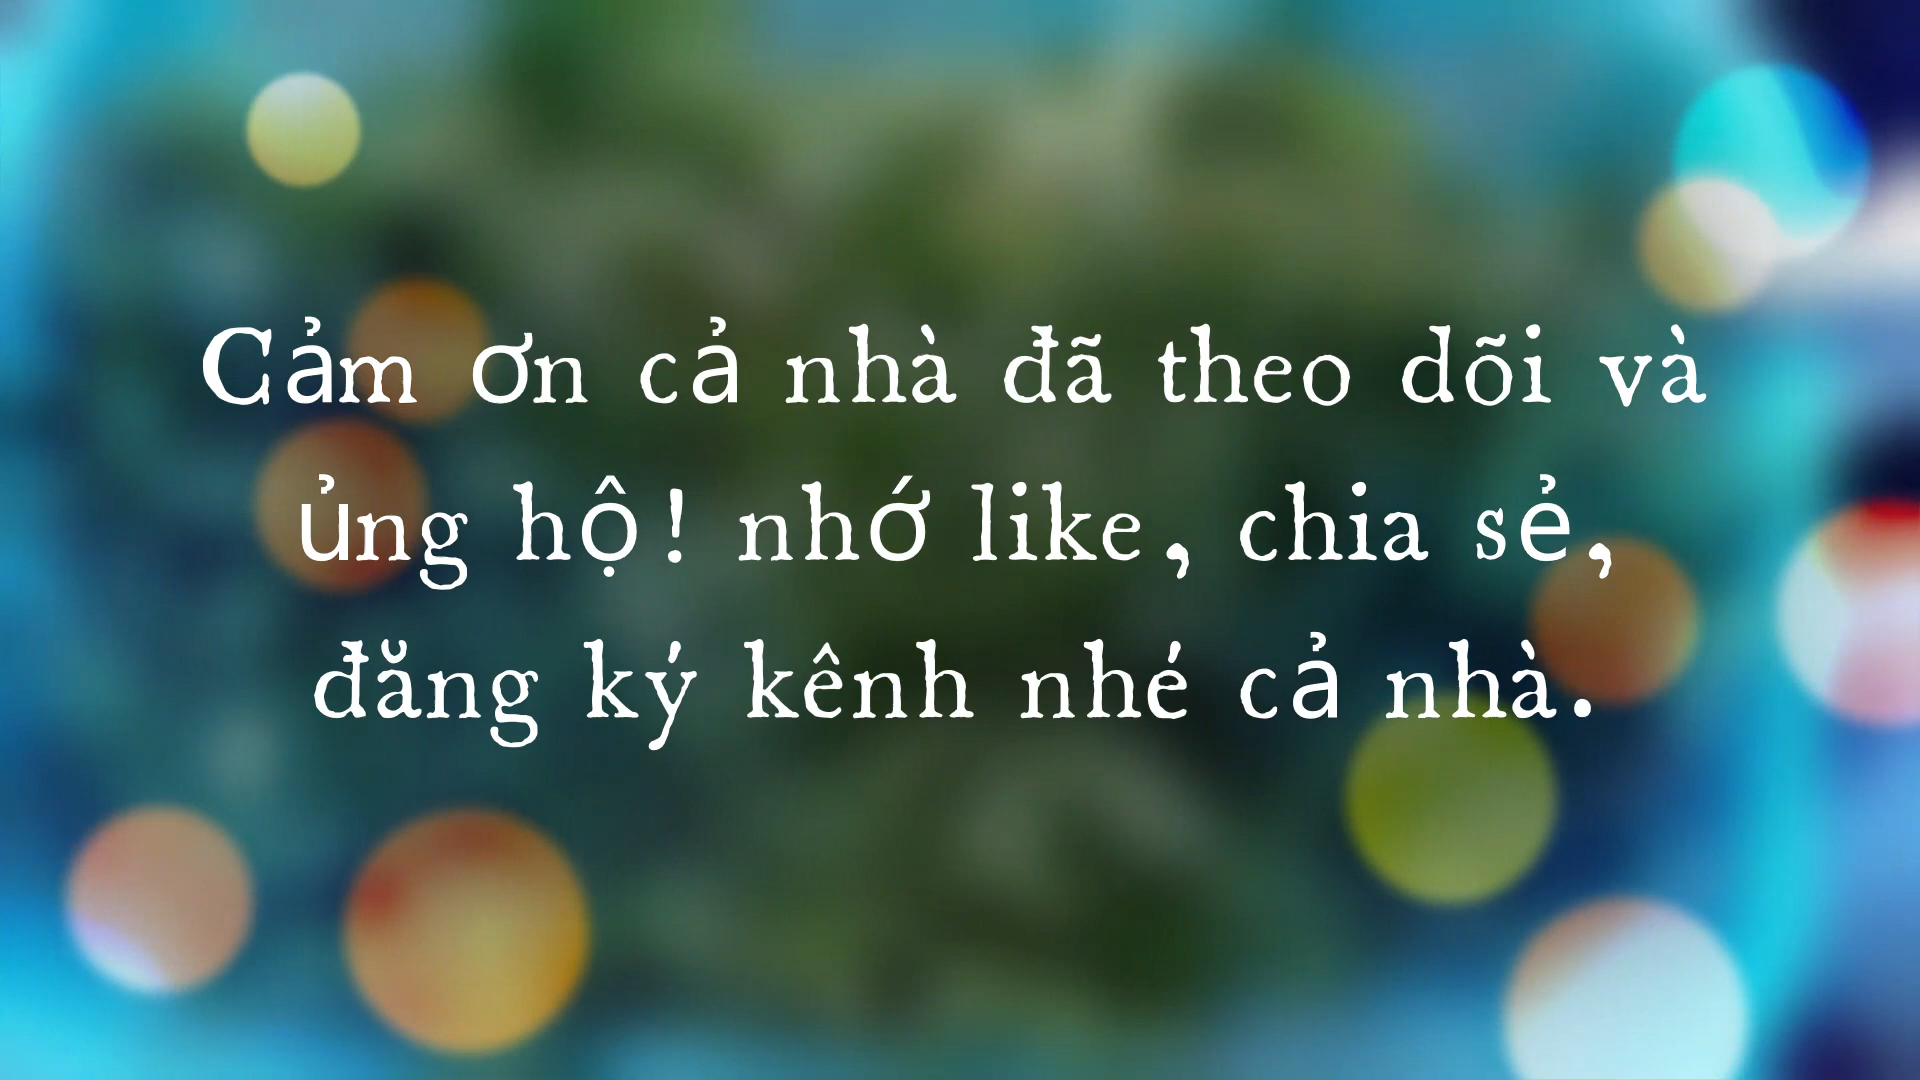 Cảm ơn cả nhà đã theo dõi và
ủng hộ! nhớ like, chia sẻ,
đăng ký kênh nhé cả nhà.